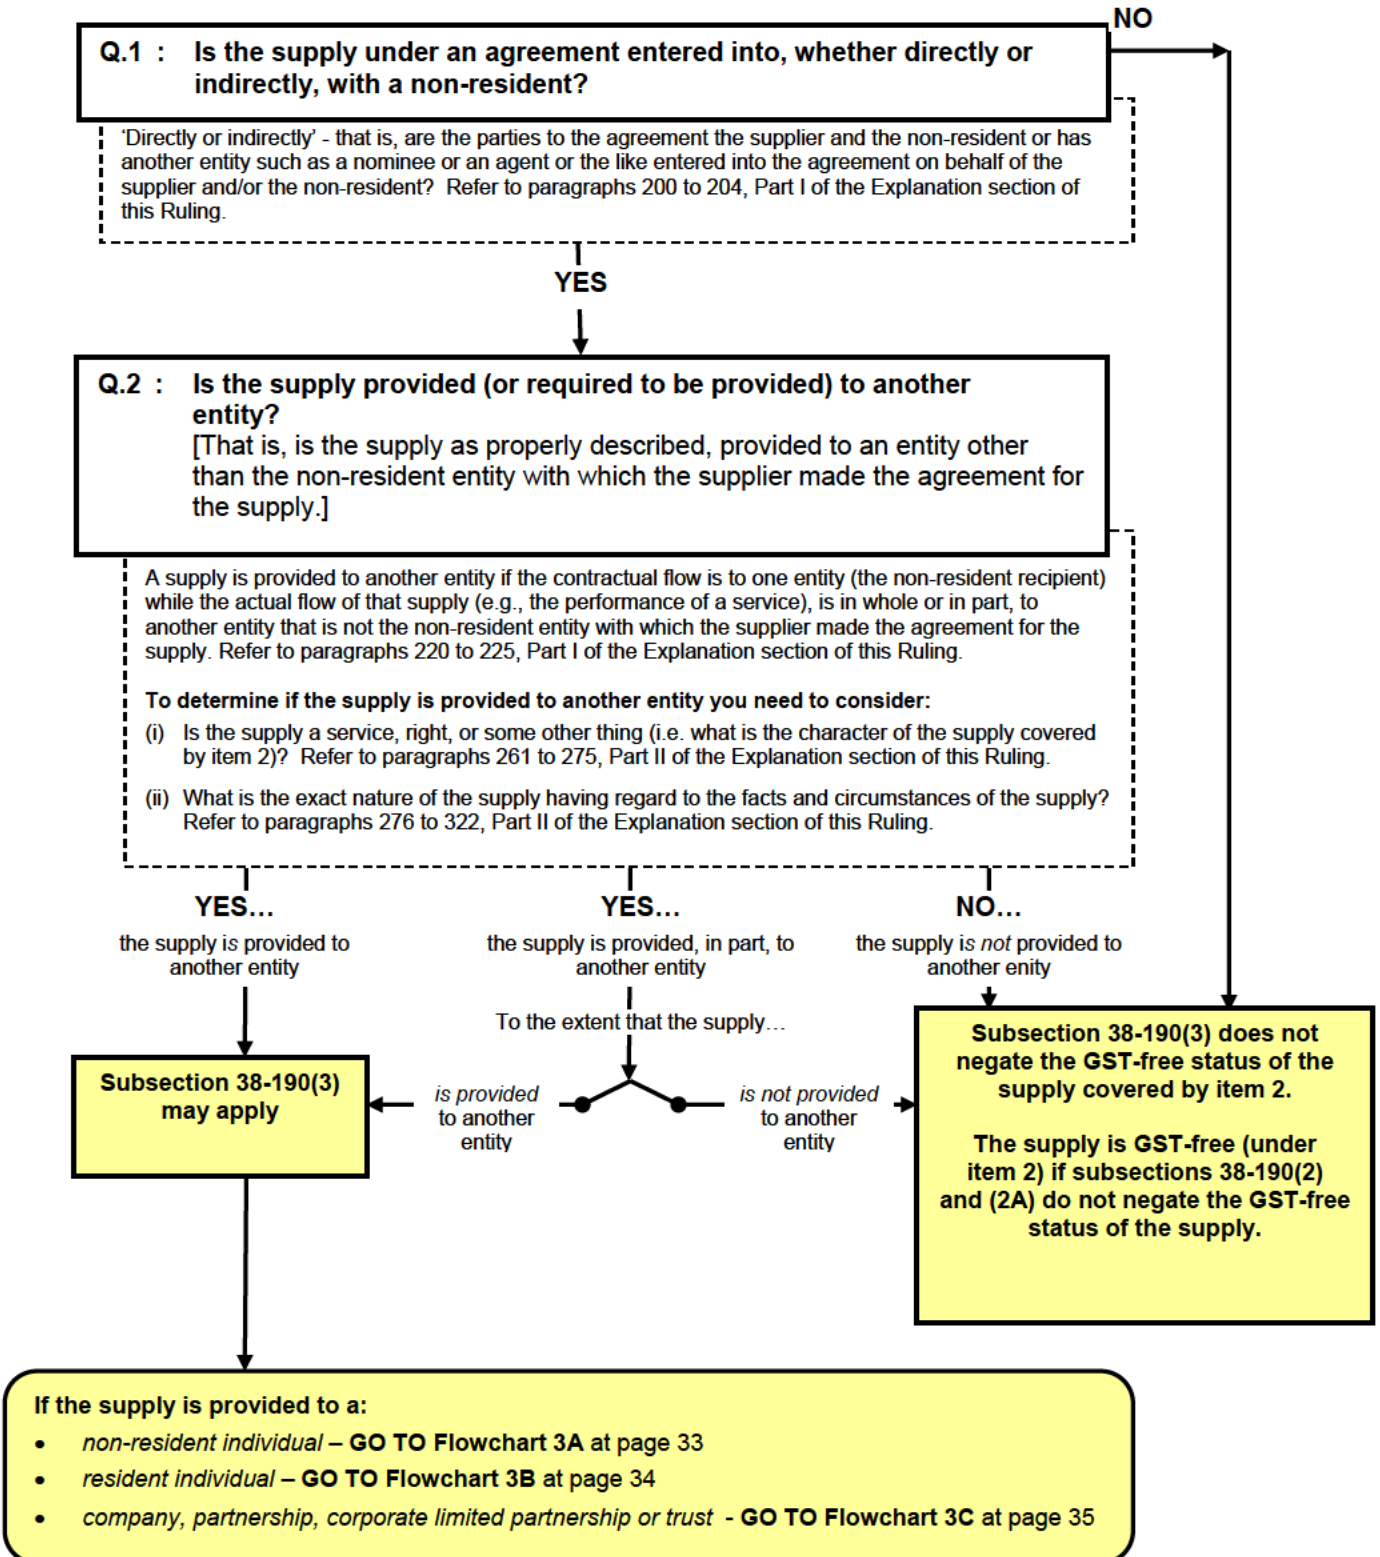 NO
Q.1 : Is the supply under an agreement entered into, whether directly or
indirectly, with a non-resident?
‘Directly or indirectly’ - that is, are the parties to the agreement the supplier and the non-resident or has
another entity such as a nominee or an agent or the like entered into the agreement on behalf of the
supplier and/or the non-resident? Refer to paragraphs 200 to 204, Part I of the Explanation section of
this Ruling.
YES
Q.2 : Is the supply provided (or required to be provided) to another
entity?
[That is, is the supply as properly described, provided to an entity other
than the non-resident entity with which the supplier made the agreement for
the supply.]
A supply is provided to another entity if the contractual flow is to one entity (the non-resident recipient)
while the actual flow of that supply (e.g., the performance of a service), is in whole or in part, to
another entity that is not the non-resident entity with which the supplier made the agreement for the
supply. Refer to paragraphs 220 to 225, Part I of the Explanation section of this Ruling.
To determine if the supply is provided to another entity you need to consider:
(i) Is the supply a service, right, or some other thing (i.e. what is the character of the supply covered
by item 2)? Refer to paragraphs 261 to 275, Part II of the Explanation section of this Ruling.
(ii) What is the exact nature of the supply having regard to the facts and circumstances of the supply?
Refer to paragraphs 276 to 322, Part II of the Explanation section of this Ruling.
YES…
the supply is provided to
another entity
YES…
the supply is provided, in part, to
another entity
NO…
the supply is not provided to
another enity
To the extent that the supply…
Subsection 38-190(3)
may apply
is provided
to another
entity
is not provided
to another
entity
Subsection 38-190(3) does not
negate the GST-free status of the
supply covered by item 2.
The supply is GST-free (under
item 2) if subsections 38-190(2)
and (2A) do not negate the GST-free
status of the supply.
If the supply is provided to a:
• non-resident individual – GO TO Flowchart 3A at page 33
• resident individual – GO TO Flowchart 3B at page 34
• company, partnership, corporate limited partnership or trust - GO TO Flowchart 3C at page 35